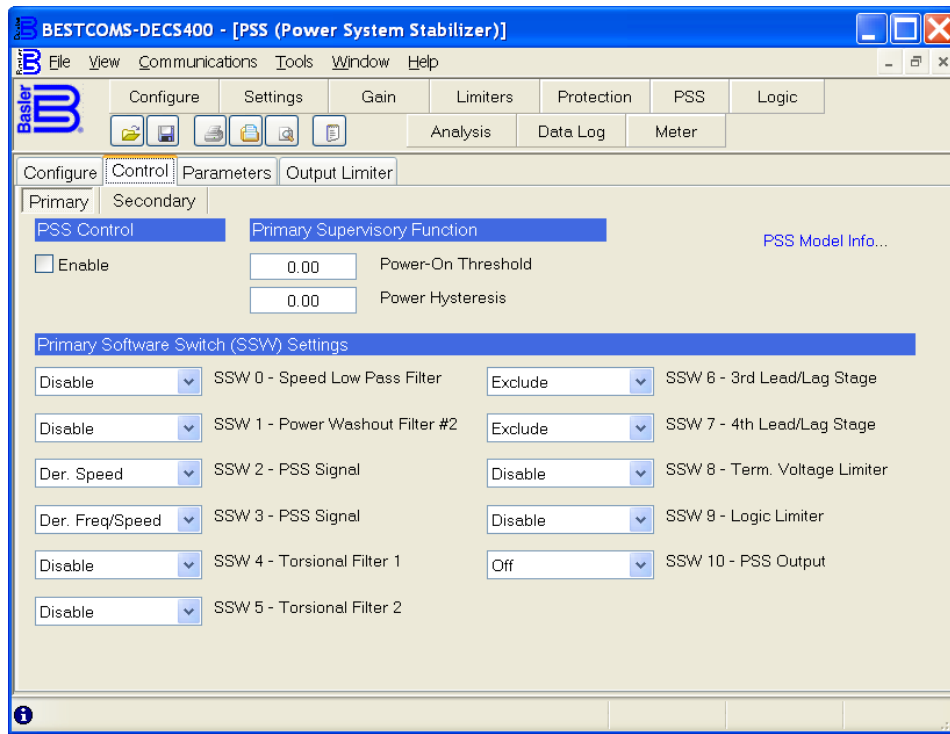 BESTCOMS-DECS400 - [PSS (Power System Stabilizer)]
Basler File View Communications Tools Window Help
Basler Configure Settings Gain Limiters Protection PSS Logic
Analysis Data Log Meter
Configure Control Parameters Output Limiter
Primary Secondary
PSS Control Primary Supervisory Function
PSS Model Info...
Enable 0.00 Power-On Threshold
0.00 Power Hysteresis
Primary Software Switch (SSW) Settings
Disable SSW 0 - Speed Low Pass Filter Exclude SSW 6 - 3rd Lead/Lag Stage
Disable SSW 1 - Power Washout Filter #2 Exclude SSW 7 - 4th Lead/Lag Stage
Der. Speed SSW 2 - PSS Signal Disable SSW 8 - Term. Voltage Limiter
Der. Freq/Speed SSW 3 - PSS Signal Disable SSW 9 - Logic Limiter
Disable SSW 4 - Torsional Filter 1 Off SSW 10 - PSS Output
Disable SSW 5 - Torsional Filter 2